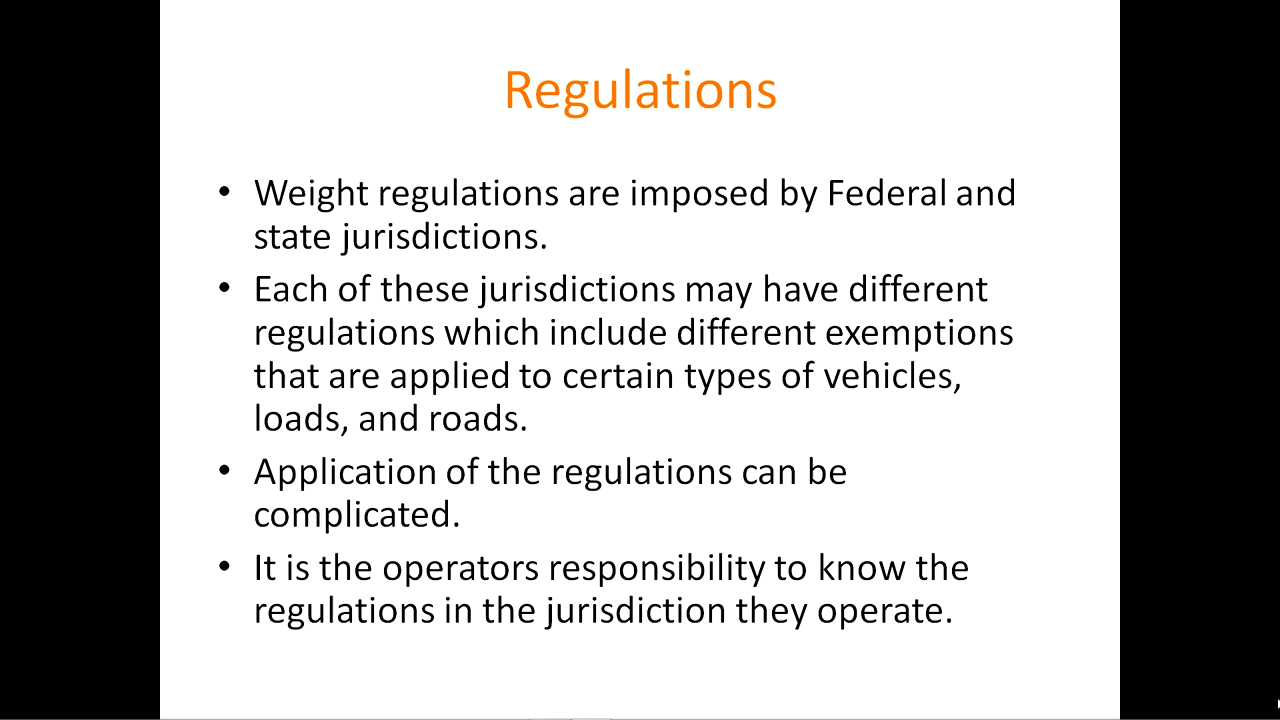 Regulations
• Weight regulations are imposed by Federal and
state jurisdictions.
• Each of these jurisdictions may have different
regulations which include different exemptions
that are applied to certain types of vehicles,
loads, and roads.
• Application of the regulations can be
complicated.
• It is the operators responsibility to know the
regulations in the jurisdiction they operate.